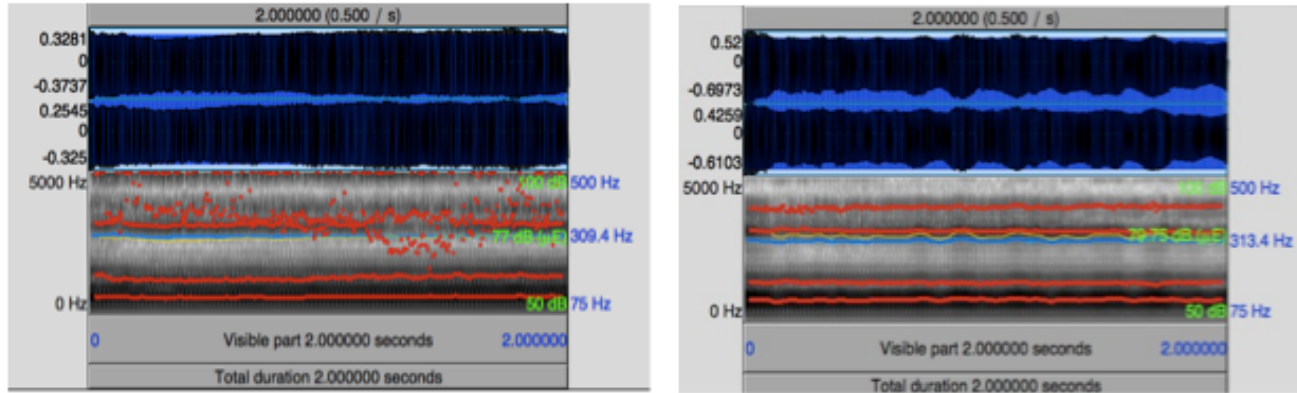 2.000000 (0.500 / s)
0.3281
0
-0.3737
0.2545
0
-0.325
5000 Hz
100 dB
500 Hz
77 dB (µE)
309.4 Hz
0 Hz
50 dB
75 Hz
0
Visible part 2.000000 seconds
2.000000
Total duration 2.000000 seconds
2.000000 (0.500 / s)
0.52
0
-0.6973
0.4259
0
-0.6103
5000 Hz
100 dB
500 Hz
79.75 dB (µE)
313.4 Hz
0 Hz
50 dB
75 Hz
0
Visible part 2.000000 seconds
2.000000
Total duration 2.000000 seconds